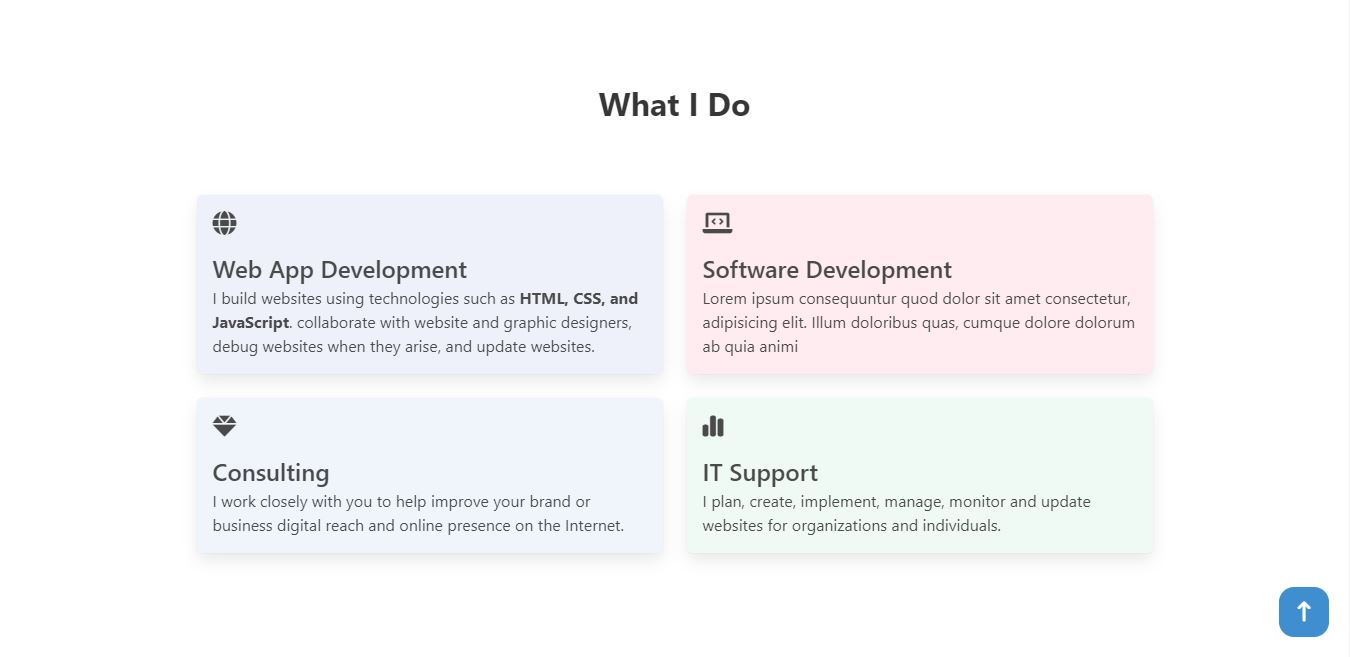 What I Do
Web App Development
I build websites using technologies such as HTML, CSS, and
JavaScript. collaborate with website and graphic designers,
debug websites when they arise, and update websites.
Software Development
Lorem ipsum consequuntur quod dolor sit amet consectetur,
adipisicing elit. Illum doloribus quas, cumque dolore dolorum
ab quia animi
Consulting
I work closely with you to help improve your brand or
business digital reach and online presence on the Internet.
IT Support
I plan, create, implement, manage, monitor and update
websites for organizations and individuals.